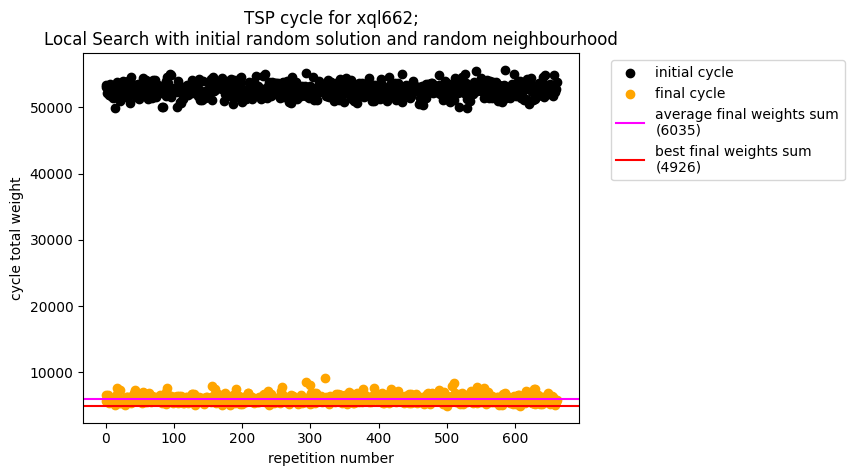 TSP cycle for xql662;
Local Search with initial random solution and random neighbourhood
cycle total weight
50000
40000
30000
20000
10000
0
100
200
300
400
500
600
repetition number
initial cycle
final cycle
average final weights sum
(6035)
best final weights sum
(4926)